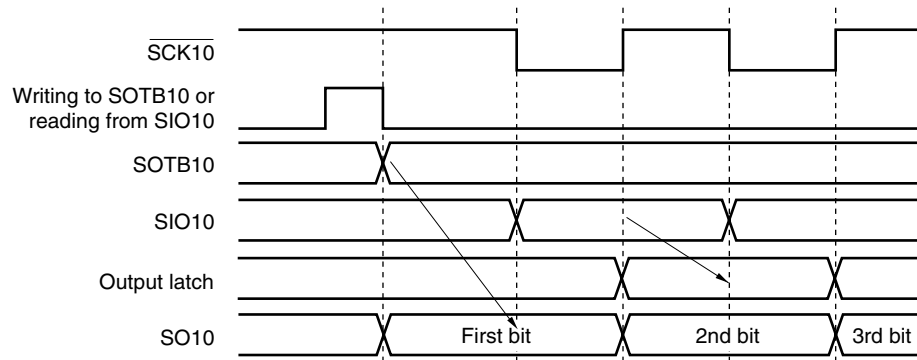 SCK10
Writing to SOTB10 or
reading from SIO10
SOTB10
SIO10
Output latch
SO10
First bit
2nd bit
3rd bit